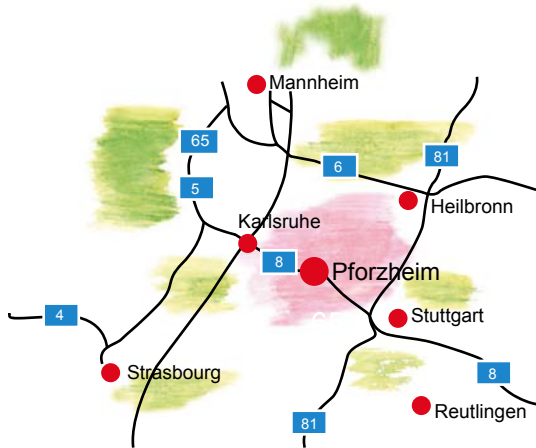 Mannheim
65
81
6
5
Heilbronn
Karlsruhe
8
Pforzheim
4
Stuttgart
Strasbourg
8
Reutlingen
81